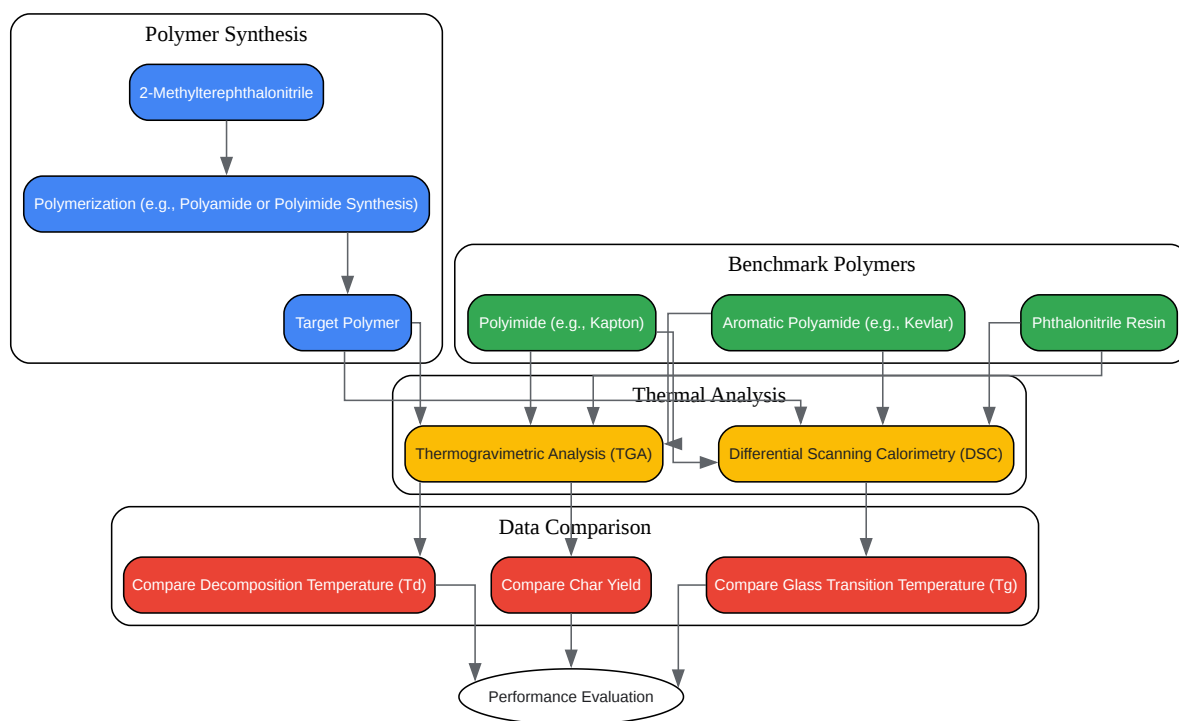 Polymer Synthesis
2-Methylterephthalonitrile
Polymerization (e.g., Polyamide or Polyimide Synthesis)
Target Polymer
Benchmark Polymers
Polyimide (e.g., Kapton)
Aromatic Polyamide (e.g., Kevlar)
Phthalonitrile Resin
Thermal Analysis
Thermogravimetric Analysis (TGA)
Differential Scanning Calorimetry (DSC)
Data Comparison
Compare Decomposition Temperature (Td)
Compare Char Yield
Compare Glass Transition Temperature (Tg)
Performance Evaluation